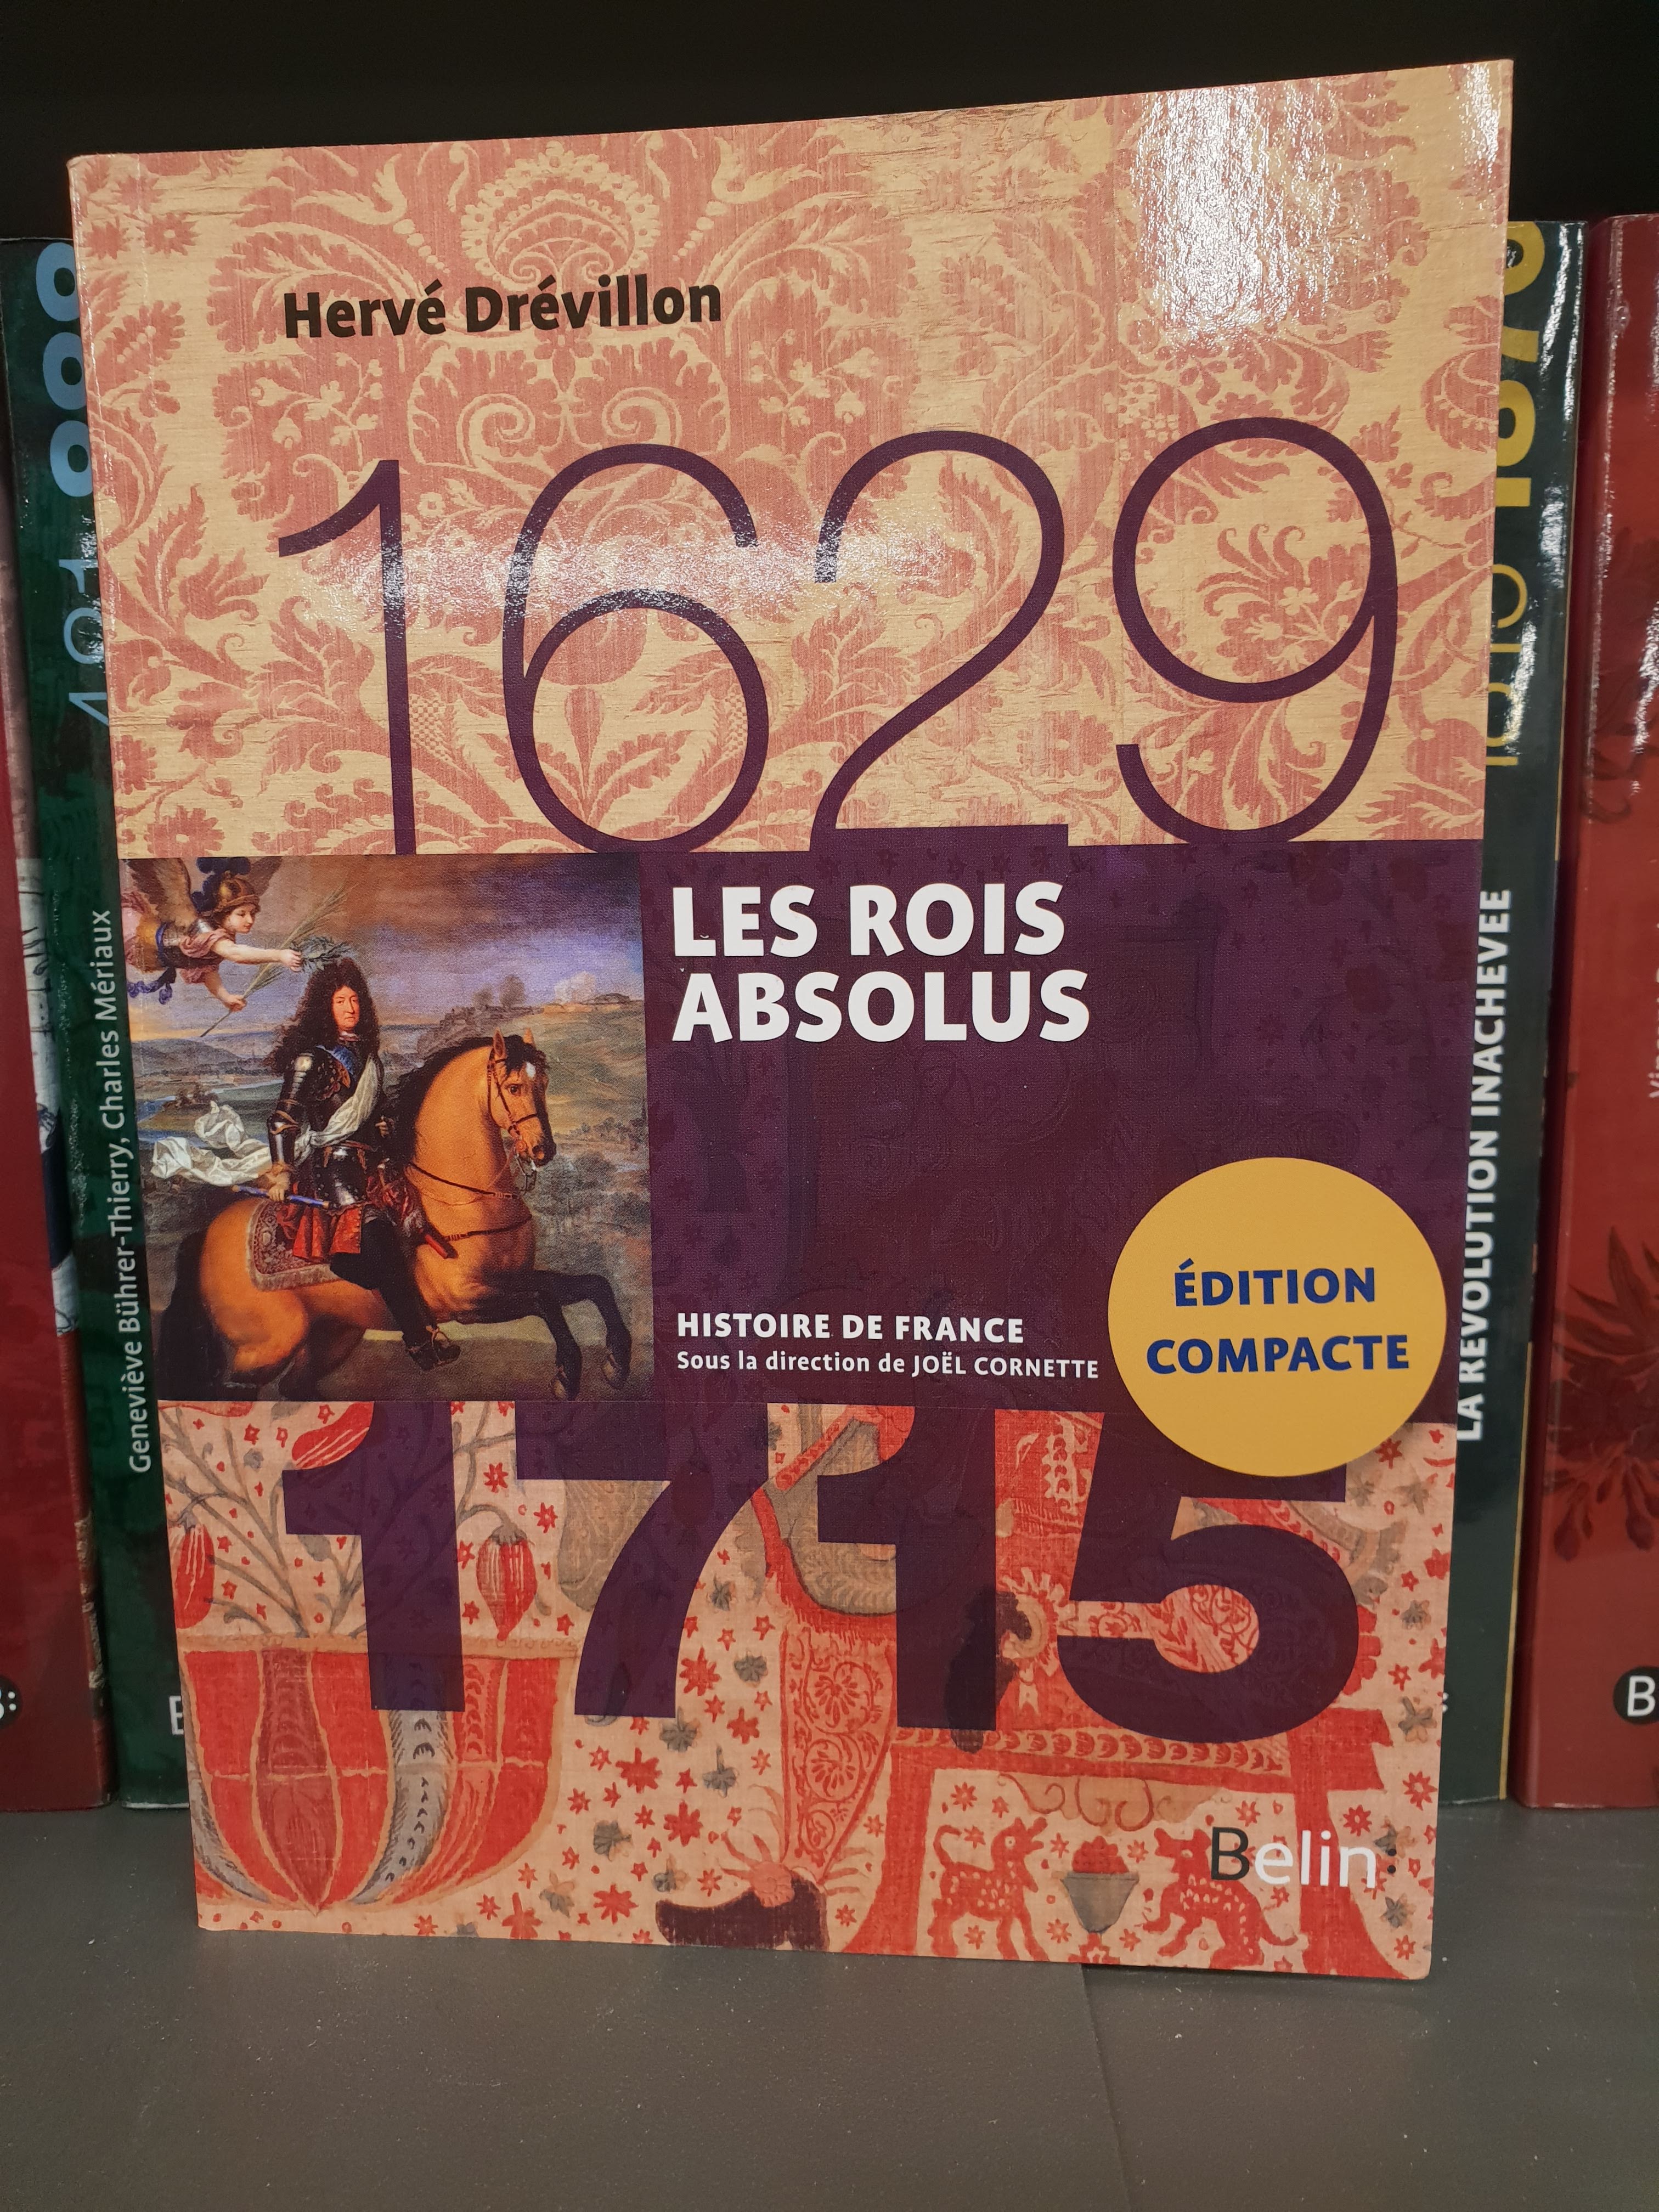 Hervé Drévillon
1629
LES ROIS
ABSOLUS
HISTOIRE DE FRANCE
Sous la direction de JOËL CORNETTE
ÉDITION
COMPACTE
1715
Belin:
Geneviève Bührer-Thierry, Charles Mériaux
888
LA RÉVOLUTION INACHEVÉE
B